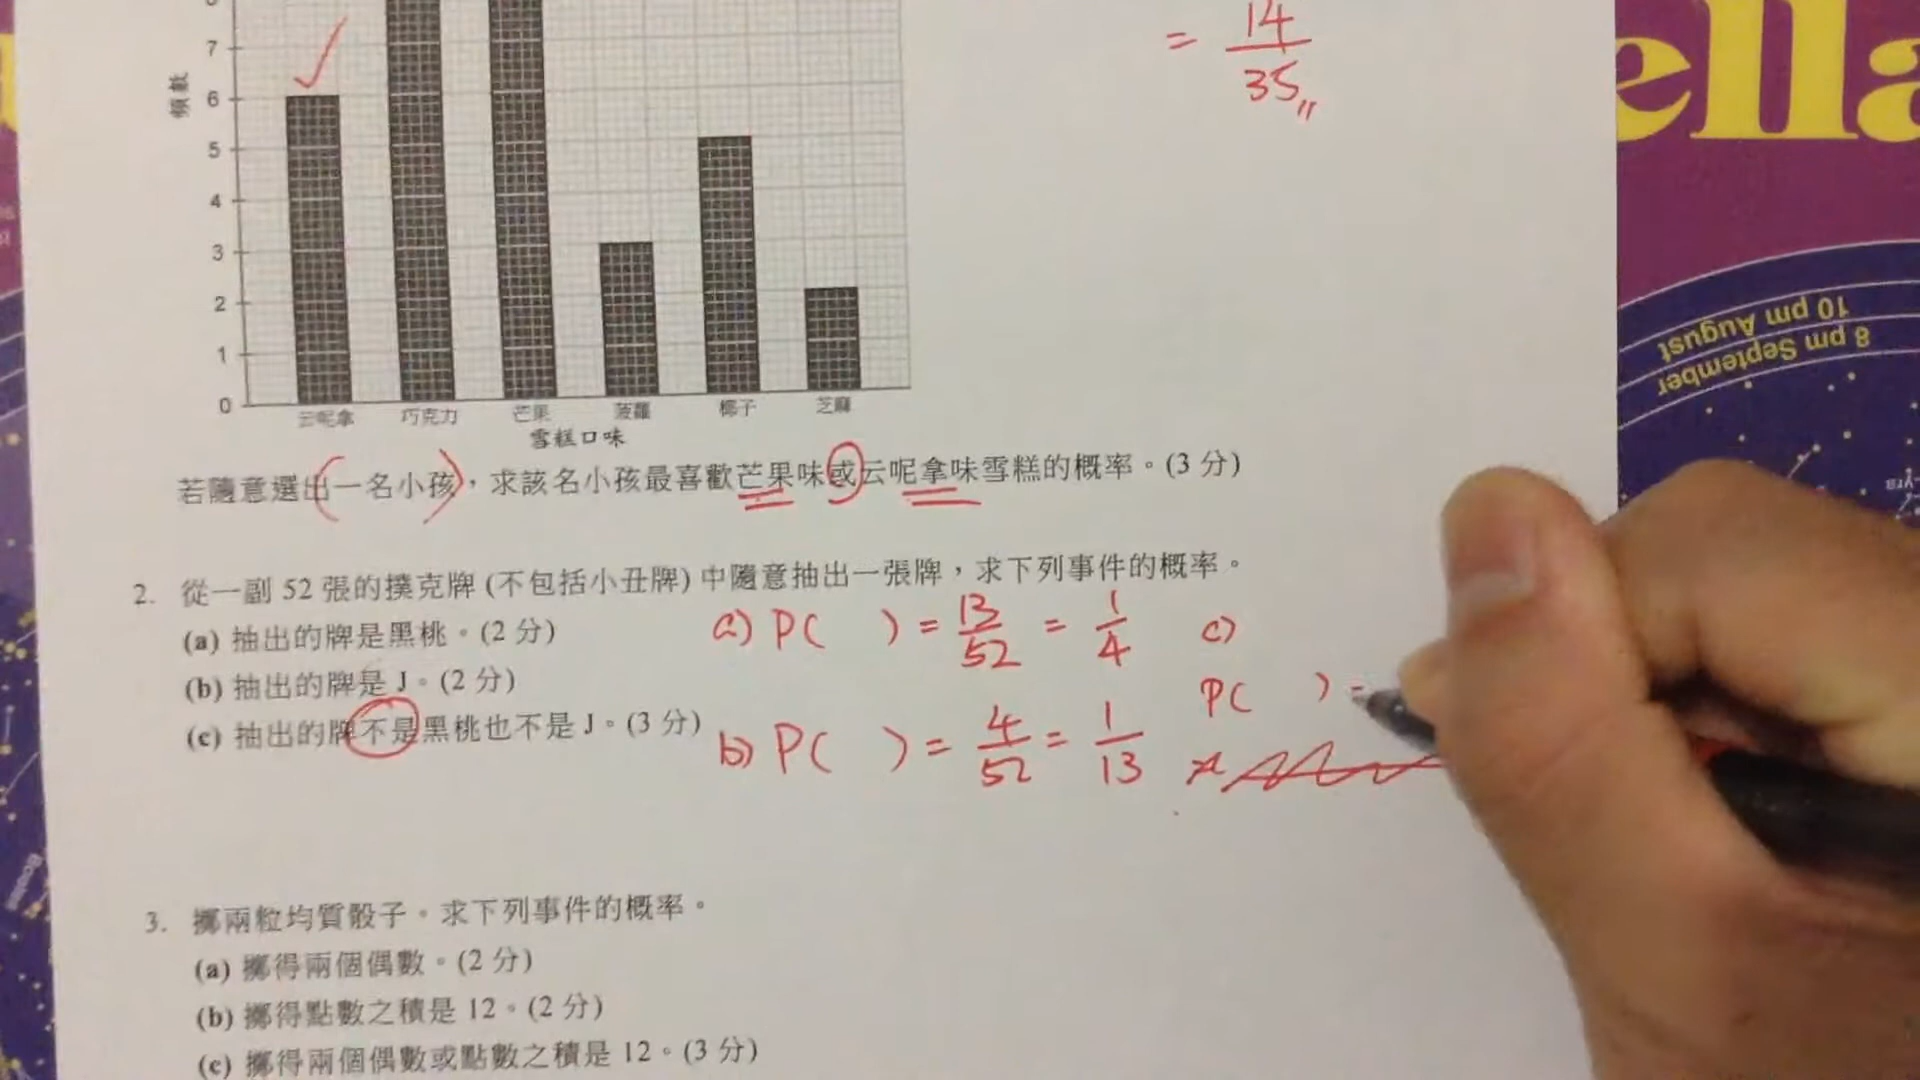 7
6
5
4
3
2
1
0
頻數
云呢拿 巧克力 芒果 菠蘿 椰子 芝麻
雪糕口味
= 14/35
若隨意選出一名小孩，求該名小孩最喜歡芒果味或云呢拿味雪糕的概率。(3 分)
2. 從一副 52 張的撲克牌 (不包括小丑牌) 中隨意抽出一張牌，求下列事件的概率。
(a) 抽出的牌是黑桃。(2 分)
(b) 抽出的牌是 J。(2 分)
(c) 抽出的牌不是黑桃也不是 J。(3 分)
a) P( ) = 13/52 = 1/4
b) P( ) = 4/52 = 1/13
c)
P( ) =
3. 擲兩粒均質骰子。求下列事件的概率。
(a) 擲得兩個偶數。(2 分)
(b) 擲得點數之積是 12。(2 分)
(c) 擲得兩個偶數或點數之積是 12。(3 分)
ella
10 pm August
8 pm September